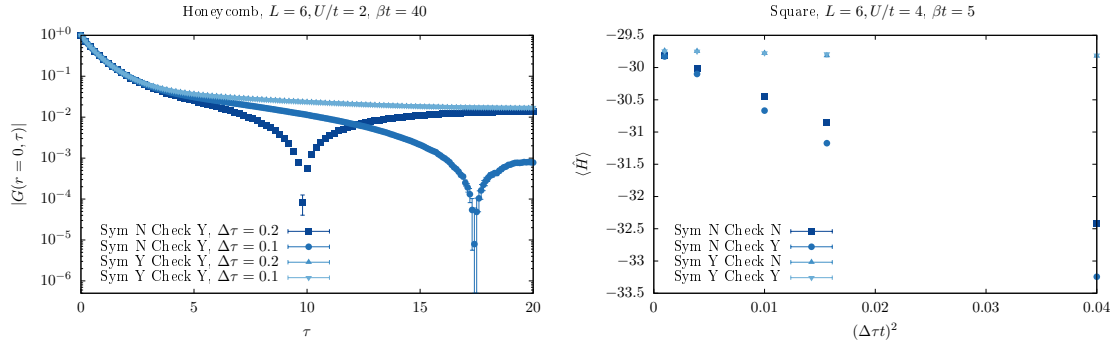 Honeycomb, L = 6, U/t = 2, βt = 40
|G(r = 0, τ)|
10^{+0}
10^{-1}
10^{-2}
10^{-3}
10^{-4}
10^{-5}
10^{-6}
Sym N Check Y, Δτ = 0.2
Sym N Check Y, Δτ = 0.1
Sym Y Check Y, Δτ = 0.2
Sym Y Check Y, Δτ = 0.1
0 5 10 15 20
τ
Square, L = 6, U/t = 4, βt = 5
⟨Ĥ⟩
−29.5
−30
−30.5
−31
−31.5
−32
−32.5
−33
−33.5
Sym N Check N
Sym N Check Y
Sym Y Check N
Sym Y Check Y
0 0.01 0.02 0.03 0.04
(Δτt)^2